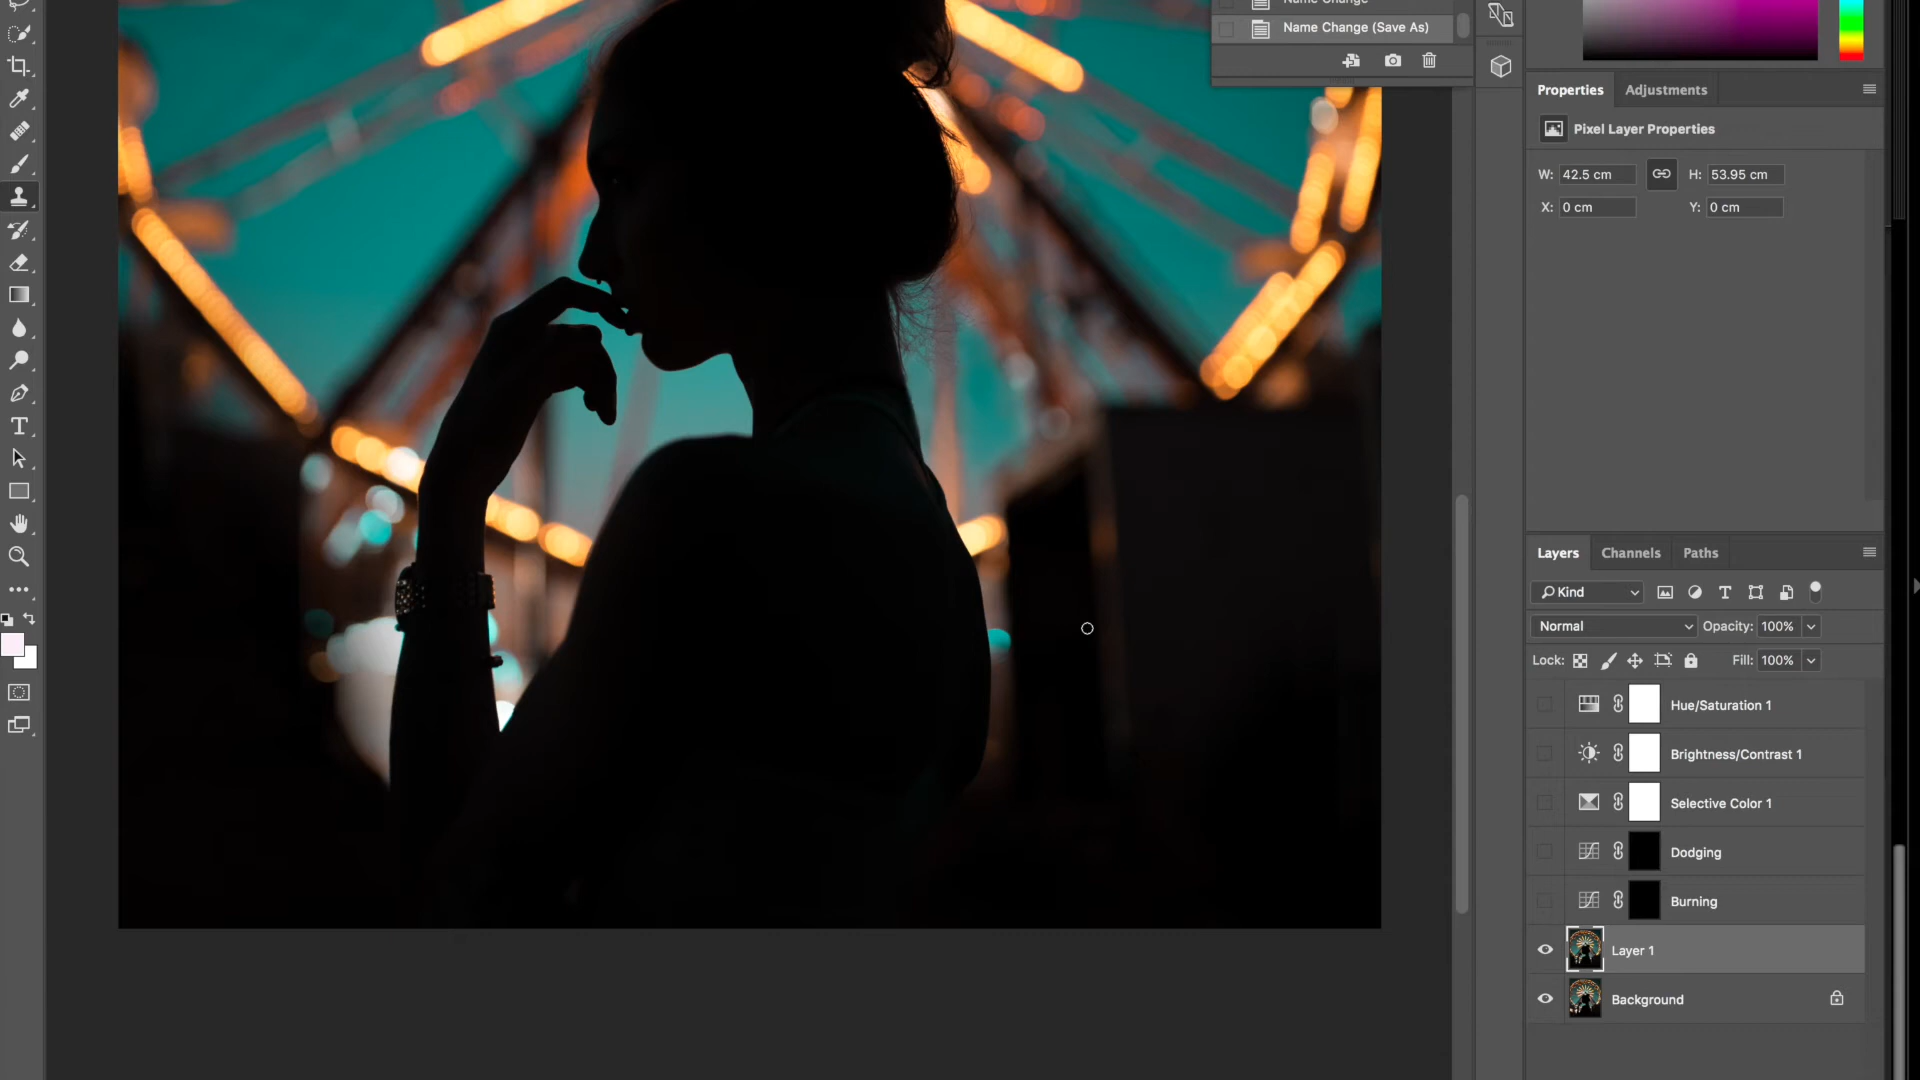 Name Change
Name Change (Save As)
Properties
Adjustments
Pixel Layer Properties
W: 42.5 cm
H: 53.95 cm
X: 0 cm
Y: 0 cm
Layers
Channels
Paths
Kind
T
Normal
Opacity: 100%
Lock:
Fill: 100%
Hue/Saturation 1
Brightness/Contrast 1
Selective Color 1
Dodging
Burning
Layer 1
Background